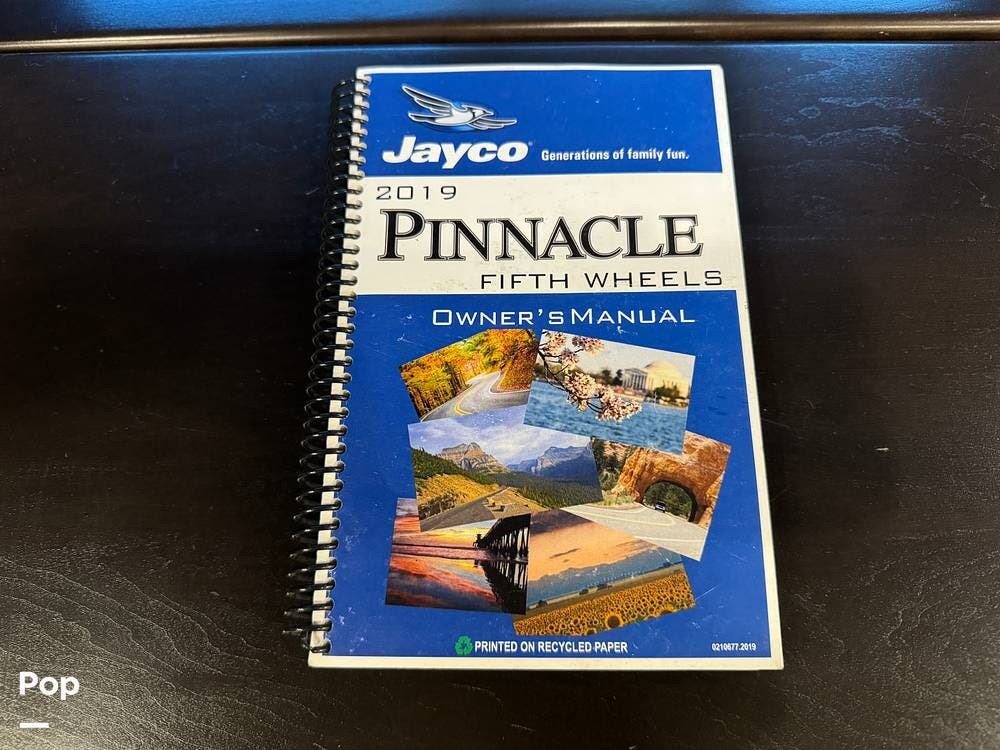 Jayco Generations of family fun.
2019
PINNACLE
FIFTH WHEELS
OWNER'S MANUAL
PRINTED ON RECYCLED PAPER 0210677.2019
Pop